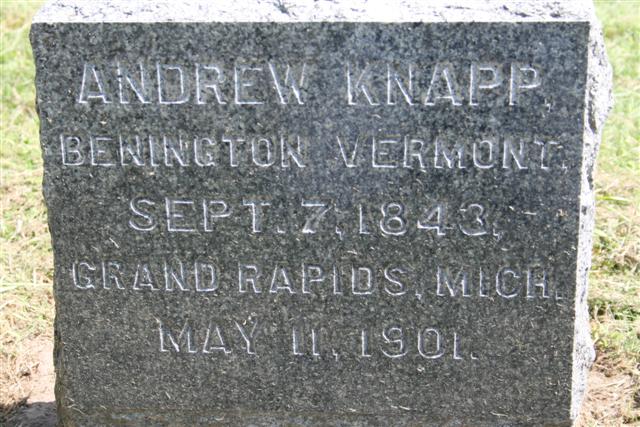 ANDREW KNAPP,
BENINGTON VERMONT.
SEPT. 7, 1843,
GRAND RAPIDS, MICH.
MAY 11, 1901.